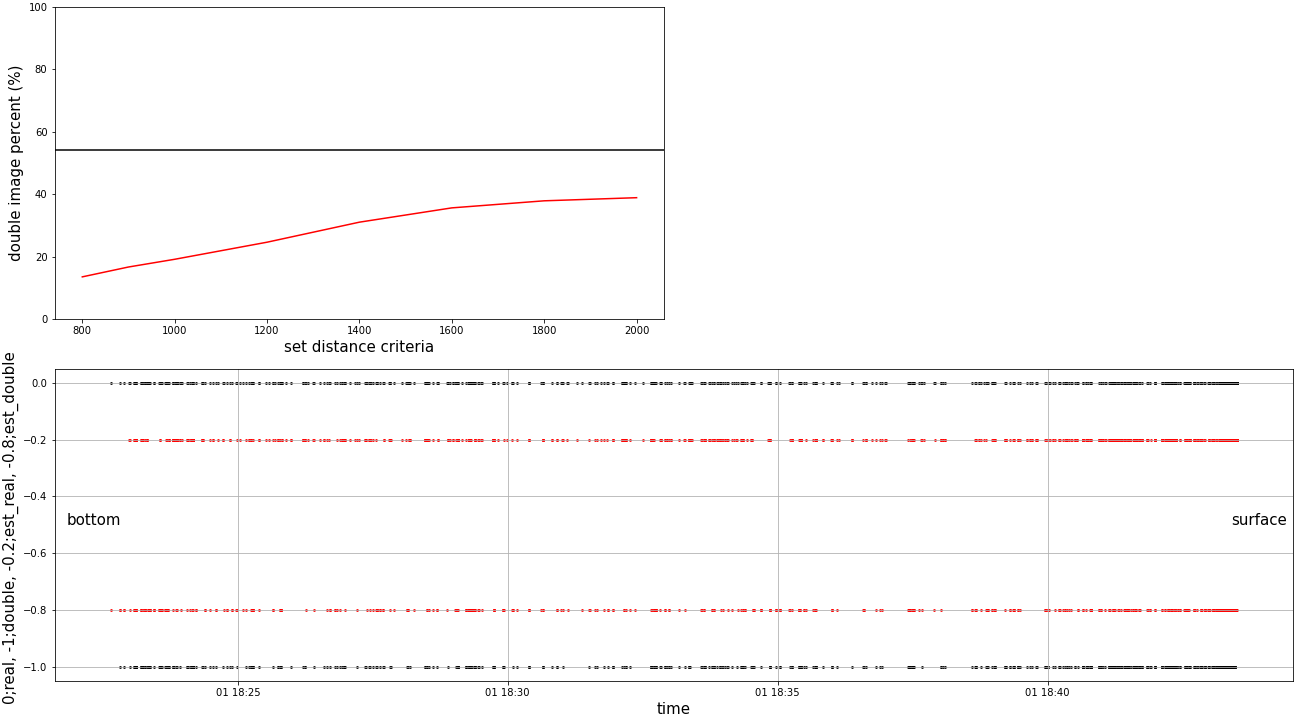 100
80
60
40
20
0
double image percent (%)
800 1000 1200 1400 1600 1800 2000
set distance criteria
0;real, -1;double, -0.2;est_real, -0.8;est_double
0.0
−0.2
−0.4
−0.6
−0.8
−1.0
bottom
surface
01 18:25 01 18:30 01 18:35 01 18:40
time